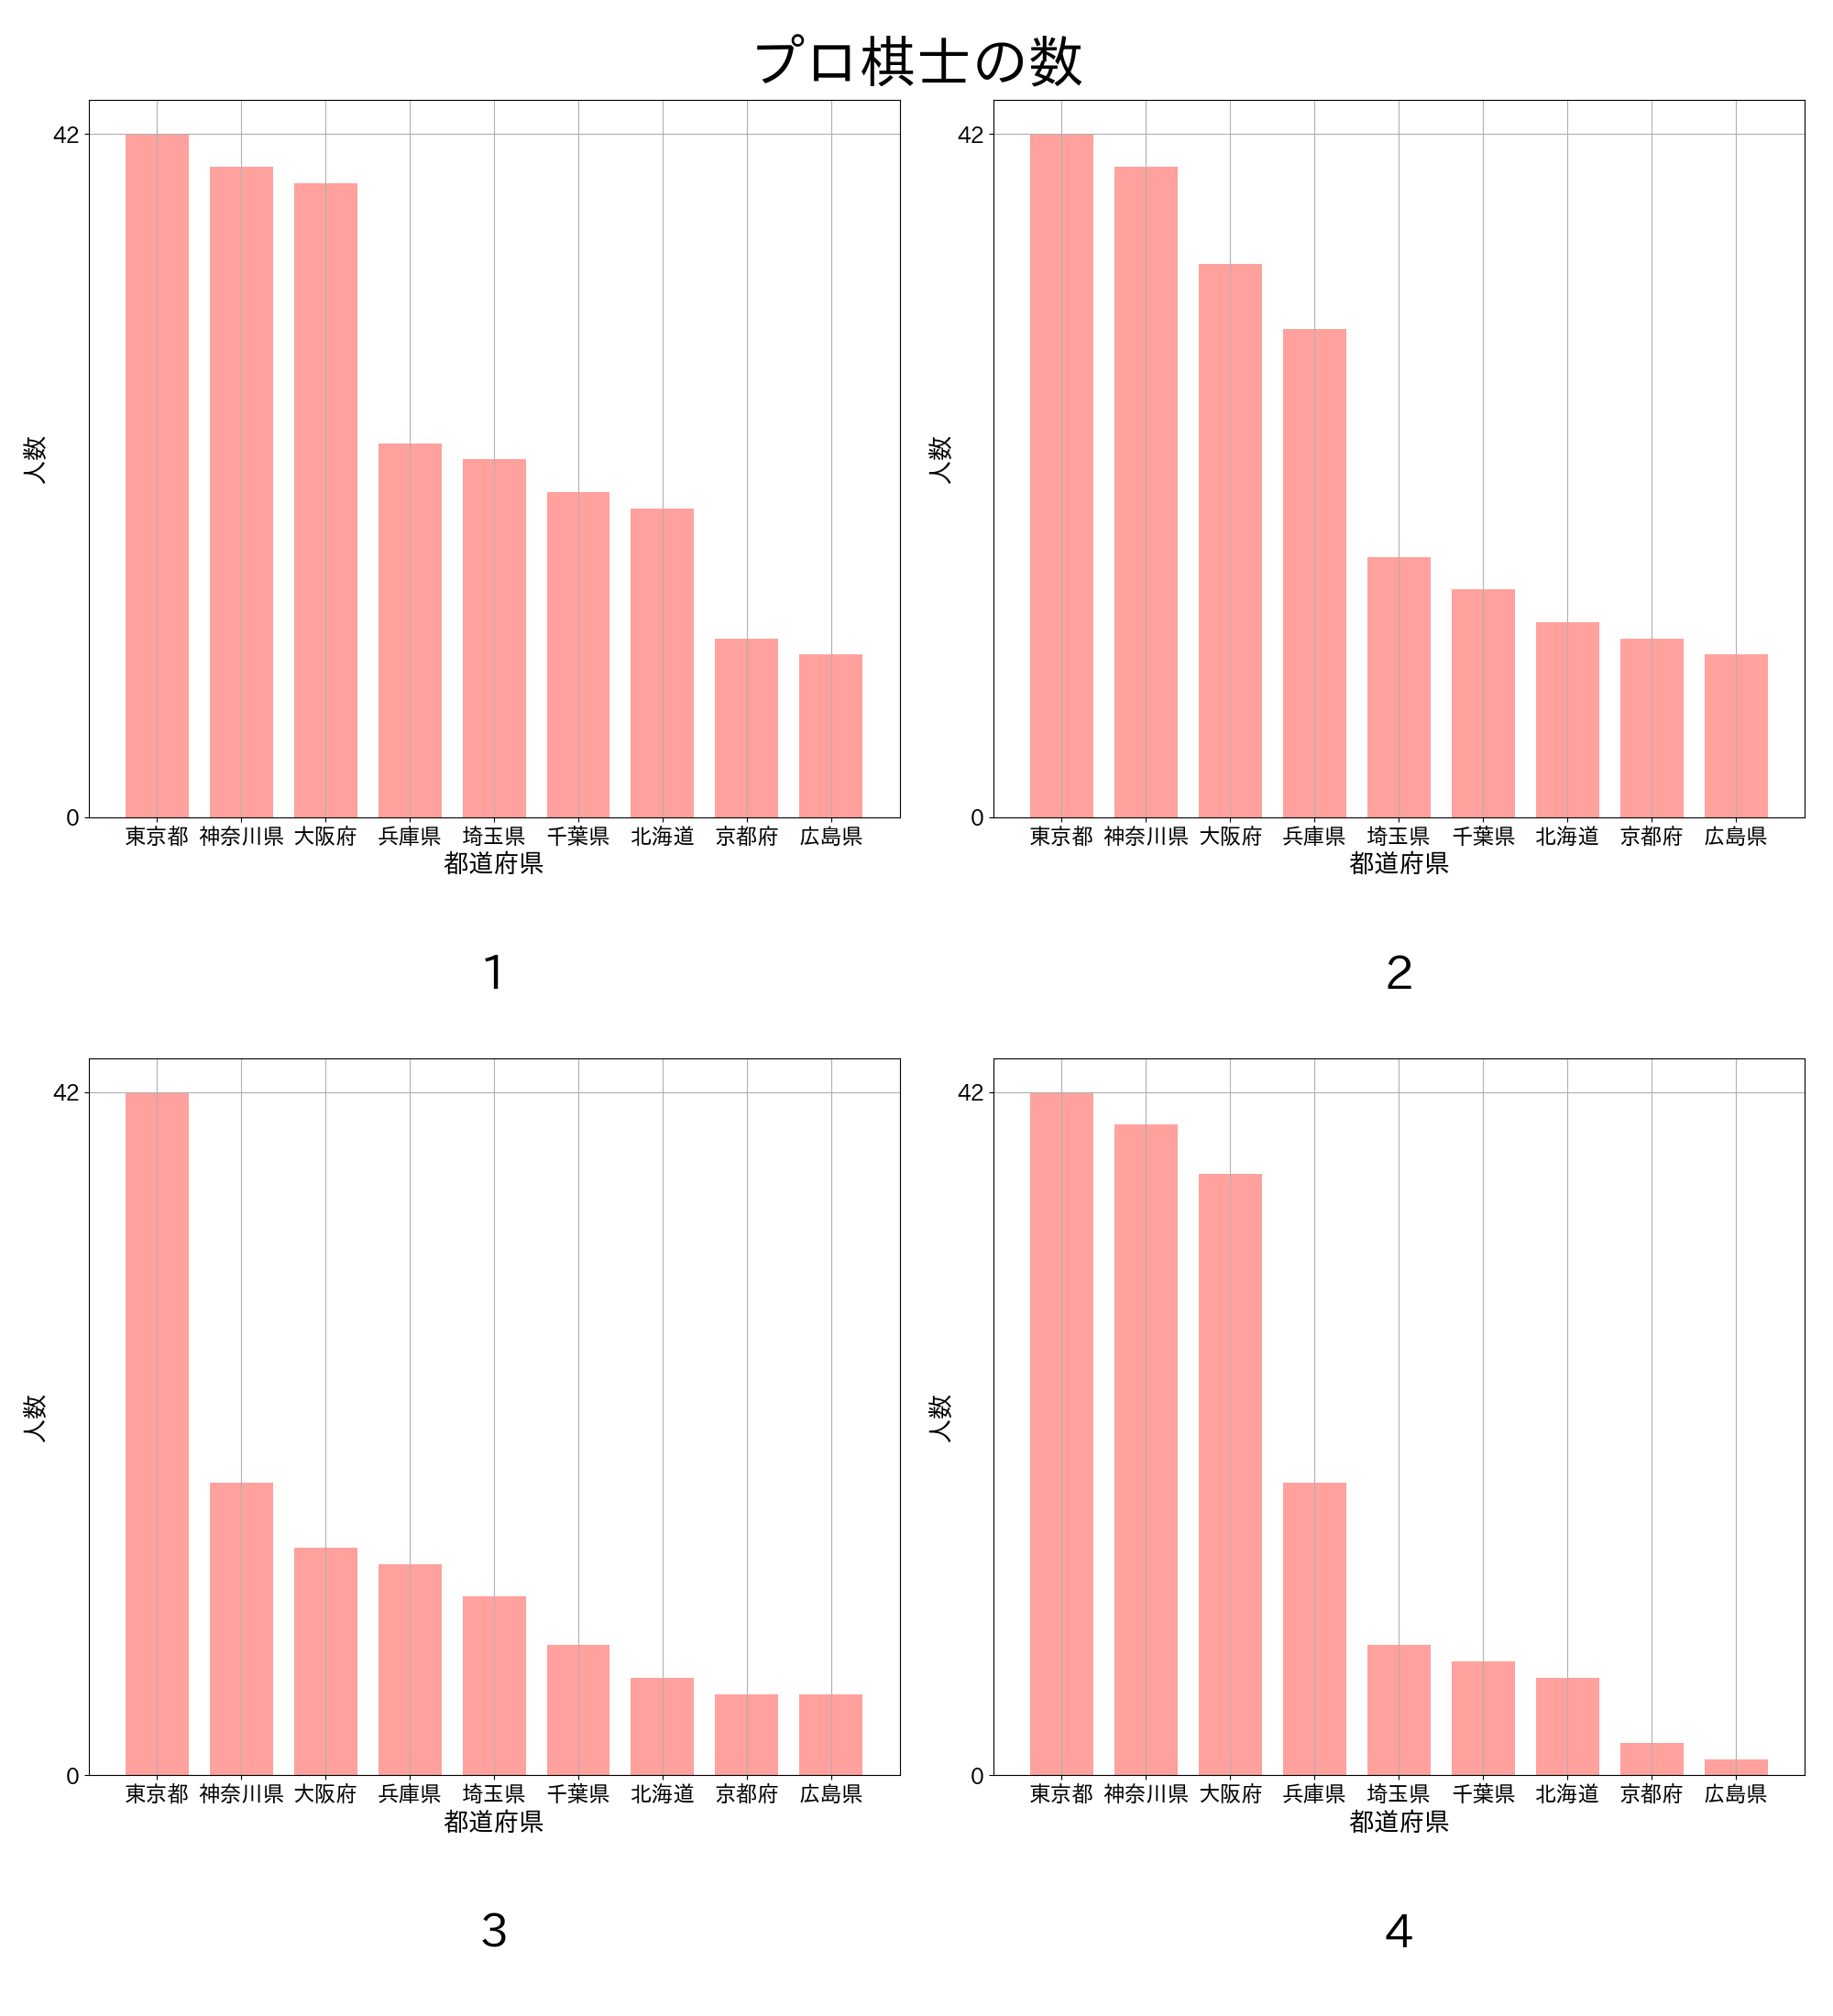 プロ棋士の数
42
0
人数
東京都 神奈川県 大阪府 兵庫県 埼玉県 千葉県 北海道 京都府 広島県
都道府県
1
42
0
人数
東京都 神奈川県 大阪府 兵庫県 埼玉県 千葉県 北海道 京都府 広島県
都道府県
2
42
0
人数
東京都 神奈川県 大阪府 兵庫県 埼玉県 千葉県 北海道 京都府 広島県
都道府県
3
42
0
人数
東京都 神奈川県 大阪府 兵庫県 埼玉県 千葉県 北海道 京都府 広島県
都道府県
4